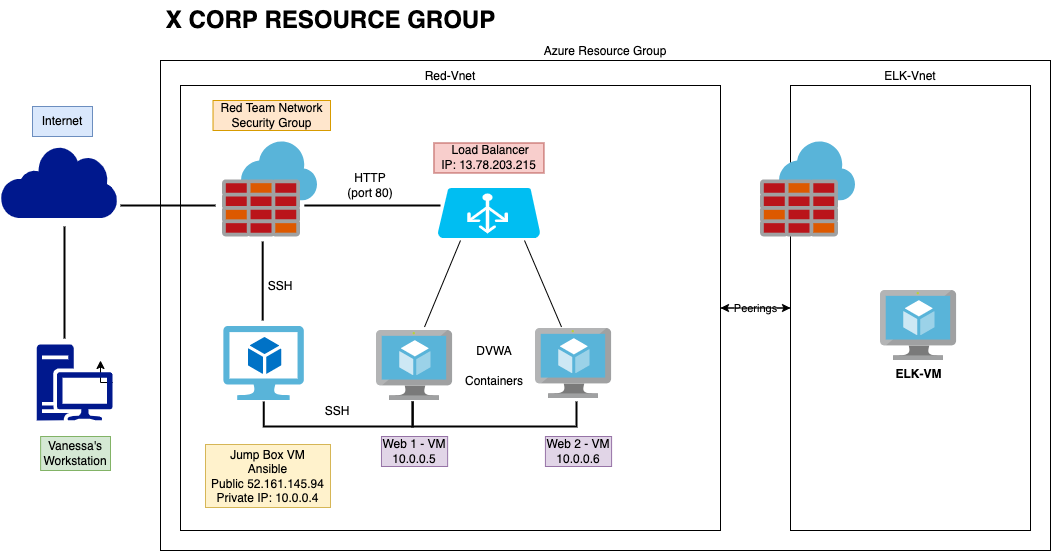 X CORP RESOURCE GROUP
Azure Resource Group
Red-Vnet
ELK-Vnet
Internet
Red Team Network
Security Group
Load Balancer
IP: 13.78.203.215
HTTP
(port 80)
SSH
Peerings
DVWA
Containers
ELK-VM
SSH
Vanessa's
Workstation
Jump Box VM
Ansible
Public 52.161.145.94
Private IP: 10.0.0.4
Web 1 - VM
10.0.0.5
Web 2 - VM
10.0.0.6